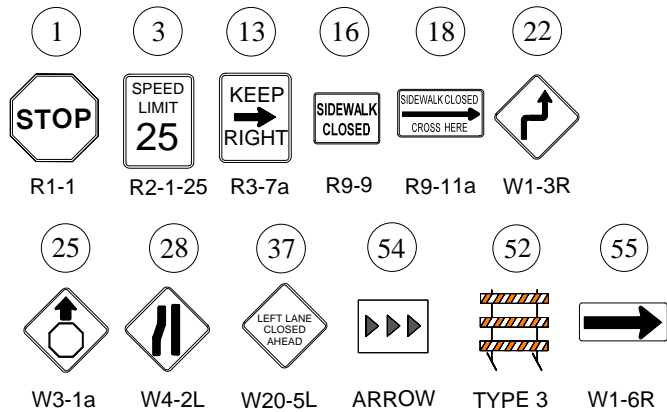 1 3 13 16 18 22
STOP
SPEED
LIMIT
25
KEEP
RIGHT
SIDEWALK
CLOSED
SIDEWALK CLOSED
CROSS HERE
R1-1 R2-1-25 R3-7a R9-9 R9-11a W1-3R
25 28 37 54 52 55
LEFT LANE
CLOSED
AHEAD
W3-1a W4-2L W20-5L ARROW TYPE 3 W1-6R